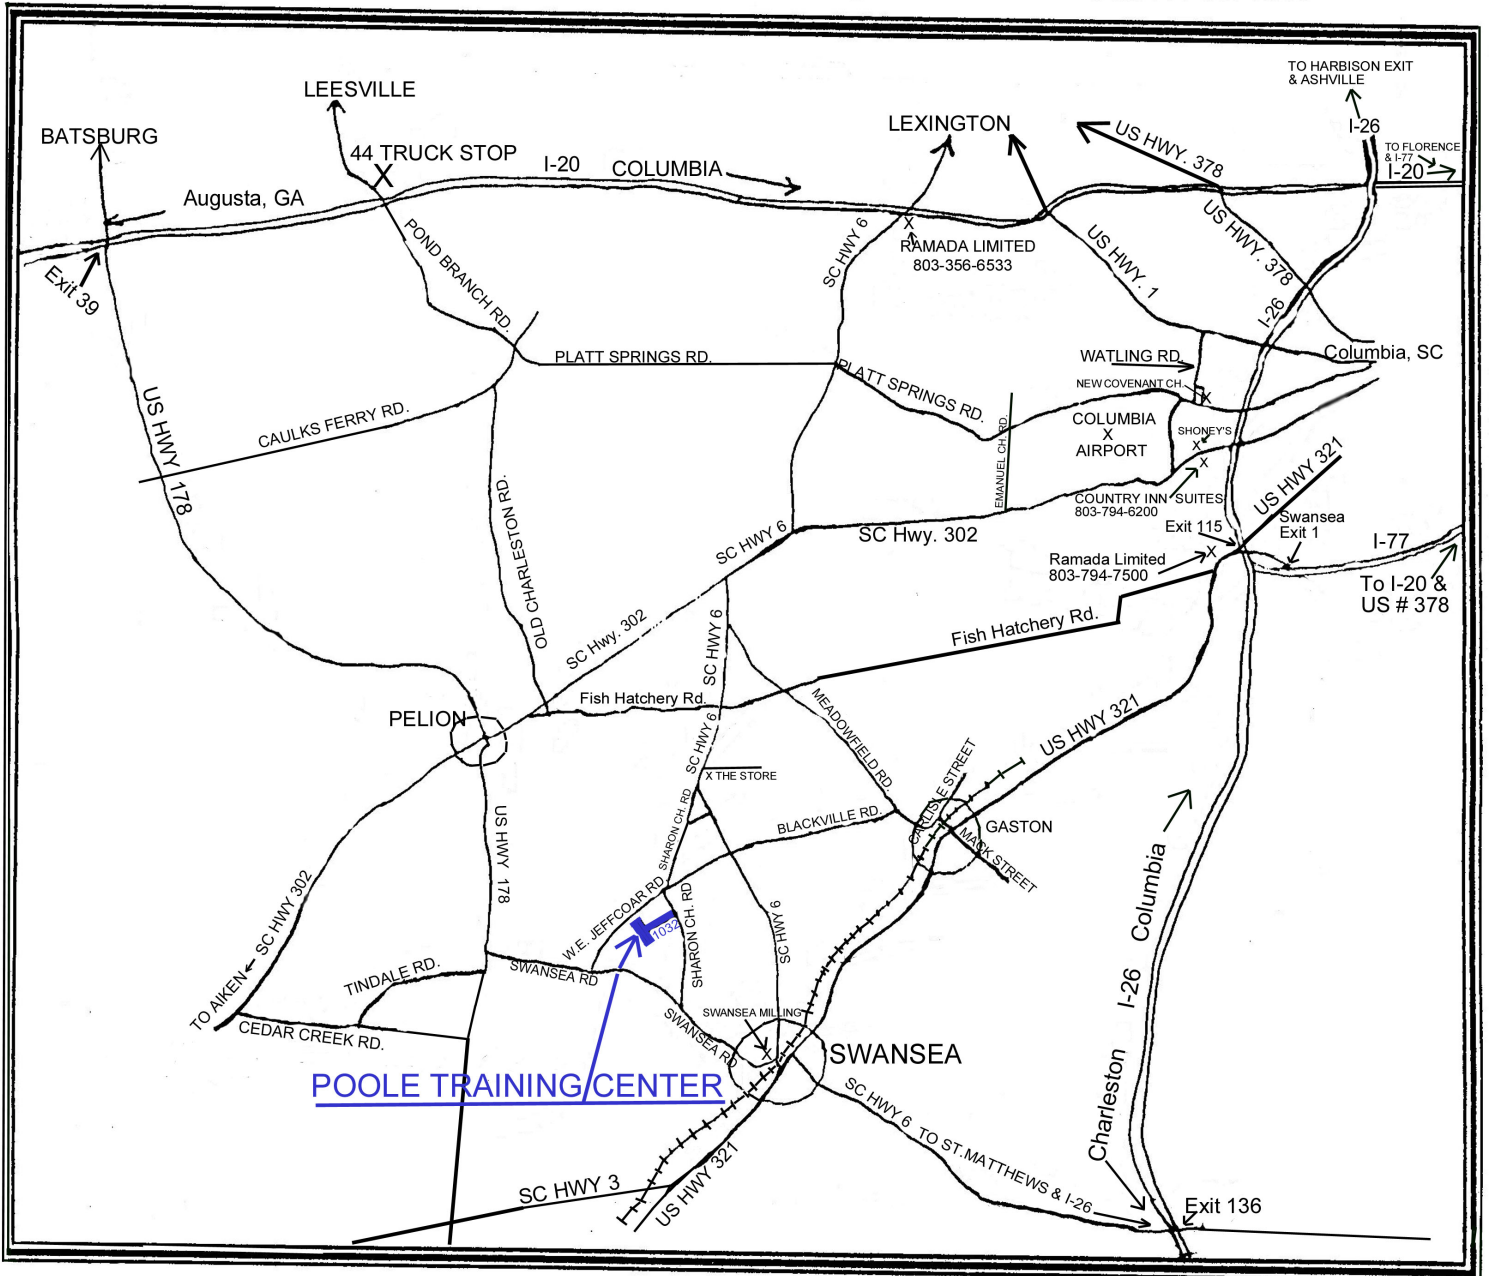 TO HARBISON EXIT
& ASHVILLE
LEESVILLE
BATSBURG
44 TRUCK STOP
I-20
COLUMBIA
LEXINGTON
US HWY. 378
I-26
TO FLORENCE
& I-77
I-20
Augusta, GA
Exit 39
POND BRANCH RD.
SC HWY 6
RAMADA LIMITED
803-356-6533
US HWY. 1
US HWY. 378
I-26
PLATT SPRINGS RD.
PLATT SPRINGS RD.
WATLING RD.
Columbia, SC
NEW COVENANT CH.
US HWY 178
CAULKS FERRY RD.
EMANUEL CH. RD.
COLUMBIA
X
AIRPORT
SHONEY'S
X
X
X
COUNTRY INN SUITES
803-794-6200
US HWY 321
OLD CHARLESTON RD.
SC HWY 6
SC Hwy. 302
Exit 115
Swansea
Exit 1
I-77
Ramada Limited
803-794-7500
X
To I-20 &
US # 378
SC Hwy. 302
SC HWY 6
Fish Hatchery Rd.
Fish Hatchery Rd.
PELION
MEADOWFIELD RD.
US HWY 321
SC HWY 6
X THE STORE
CARLISLE STREET
SHARON CH. RD
BLACKVILLE RD.
GASTON
MACK STREET
US HWY 178
SC HWY 302
W.E. JEFFCOAR RD
1032
SHARON CH. RD
SC HWY 6
Columbia
I-26
TO AIKEN
TINDALE RD.
SWANSEA RD
CEDAR CREEK RD.
SWANSEA MILLING
X
SWANSEA RD
SWANSEA
POOLE TRAINING CENTER
SC HWY 6 TO ST.MATTHEWS & I-26
Charleston
SC HWY 3
US HWY 321
Exit 136